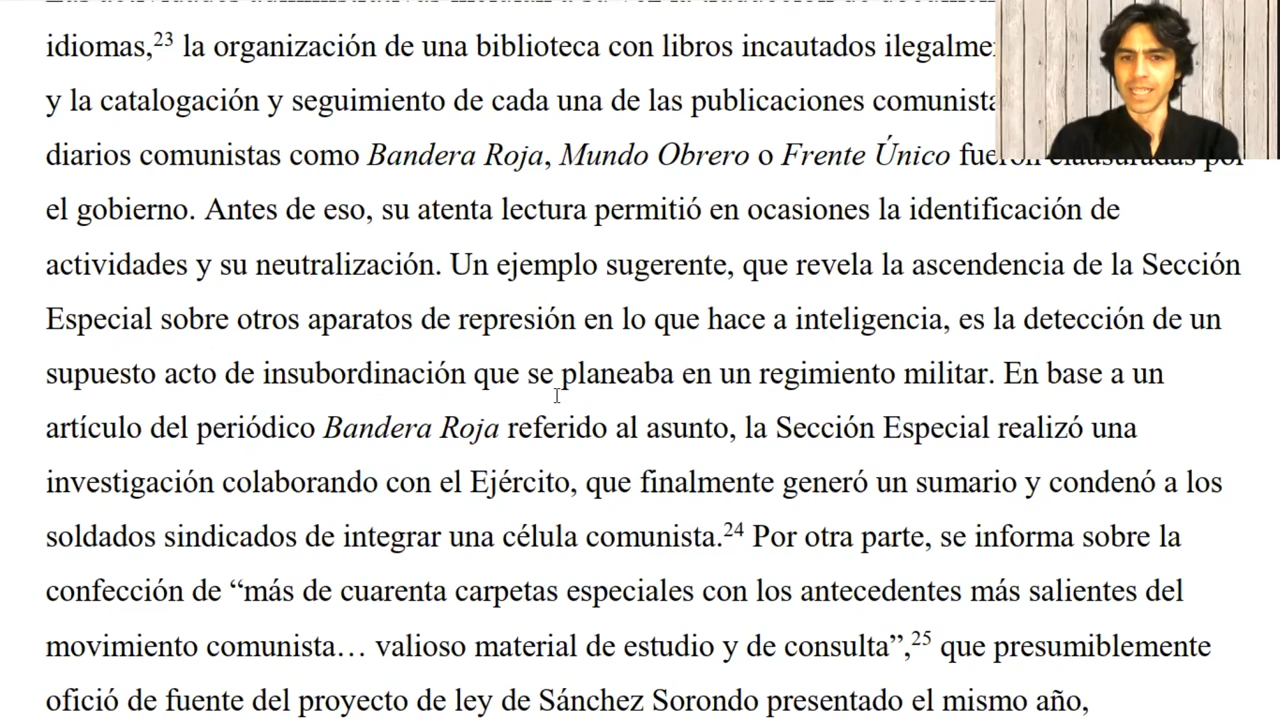 idiomas,²³ la organización de una biblioteca con libros incautados
y la catalogación y seguimiento de cada una de las publicaciones
diarios comunistas como Bandera Roja, Mundo Obrero o Frente Único fueron clausuradas por
el gobierno. Antes de eso, su atenta lectura permitió en ocasiones la identificación de
actividades y su neutralización. Un ejemplo sugerente, que revela la ascendencia de la Sección
Especial sobre otros aparatos de represión en lo que hace a inteligencia, es la detección de un
supuesto acto de insubordinación que se planeaba en un regimiento militar. En base a un
artículo del periódico Bandera Roja referido al asunto, la Sección Especial realizó una
investigación colaborando con el Ejército, que finalmente generó un sumario y condenó a los
soldados sindicados de integrar una célula comunista.²⁴ Por otra parte, se informa sobre la
confección de “más de cuarenta carpetas especiales con los antecedentes más salientes del
movimiento comunista… valioso material de estudio y de consulta”,²⁵ que presumiblemente
ofició de fuente del proyecto de ley de Sánchez Sorondo presentado el mismo año,